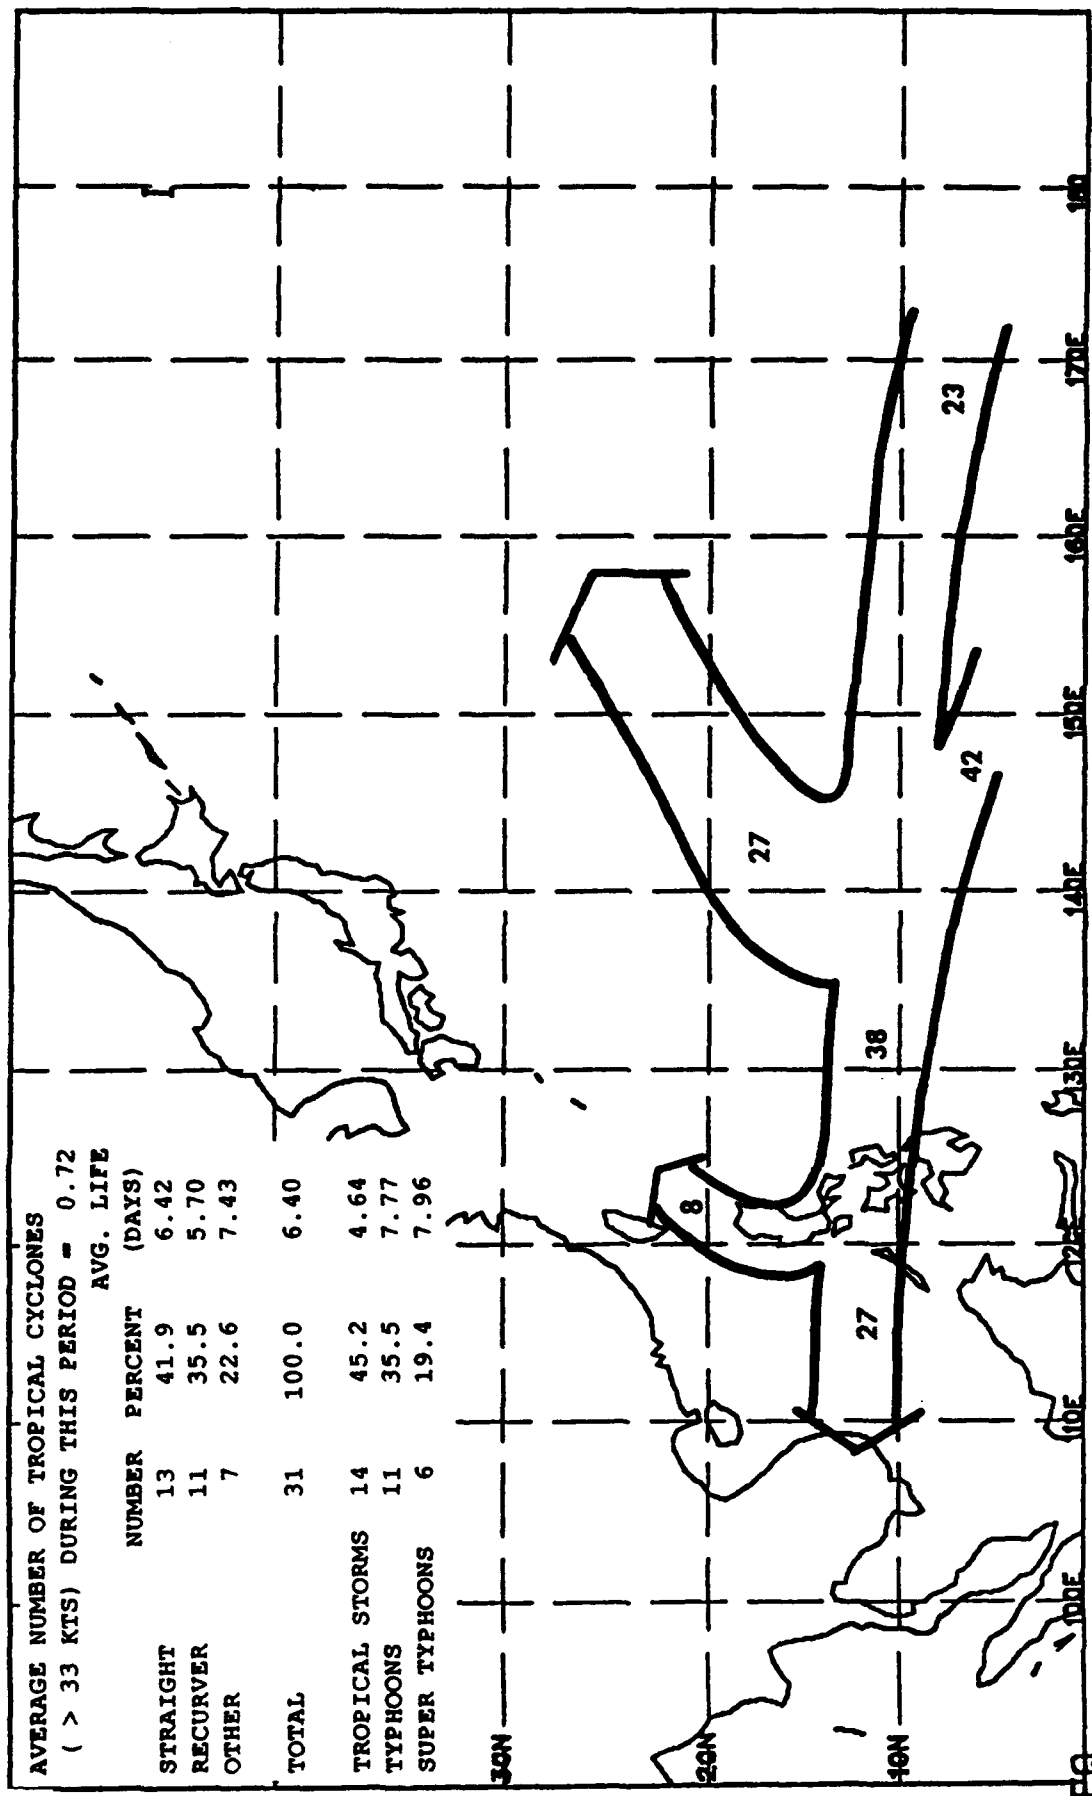 AVERAGE NUMBER OF TROPICAL CYCLONES
( > 33 KTS) DURING THIS PERIOD = 0.72
AVG. LIFE
NUMBER PERCENT (DAYS)
STRAIGHT 13 41.9 6.42
RECURVER 11 35.5 5.70
OTHER 7 22.6 7.43
TOTAL 31 100.0 6.40
TROPICAL STORMS 14 45.2 4.64
TYPHOONS 11 35.5 7.77
SUPER TYPHOONS 6 19.4 7.96
30N
20N
8
27
27
38
23
10N
42
100E
110E
120E
130E
140E
150E
160E
170E
180